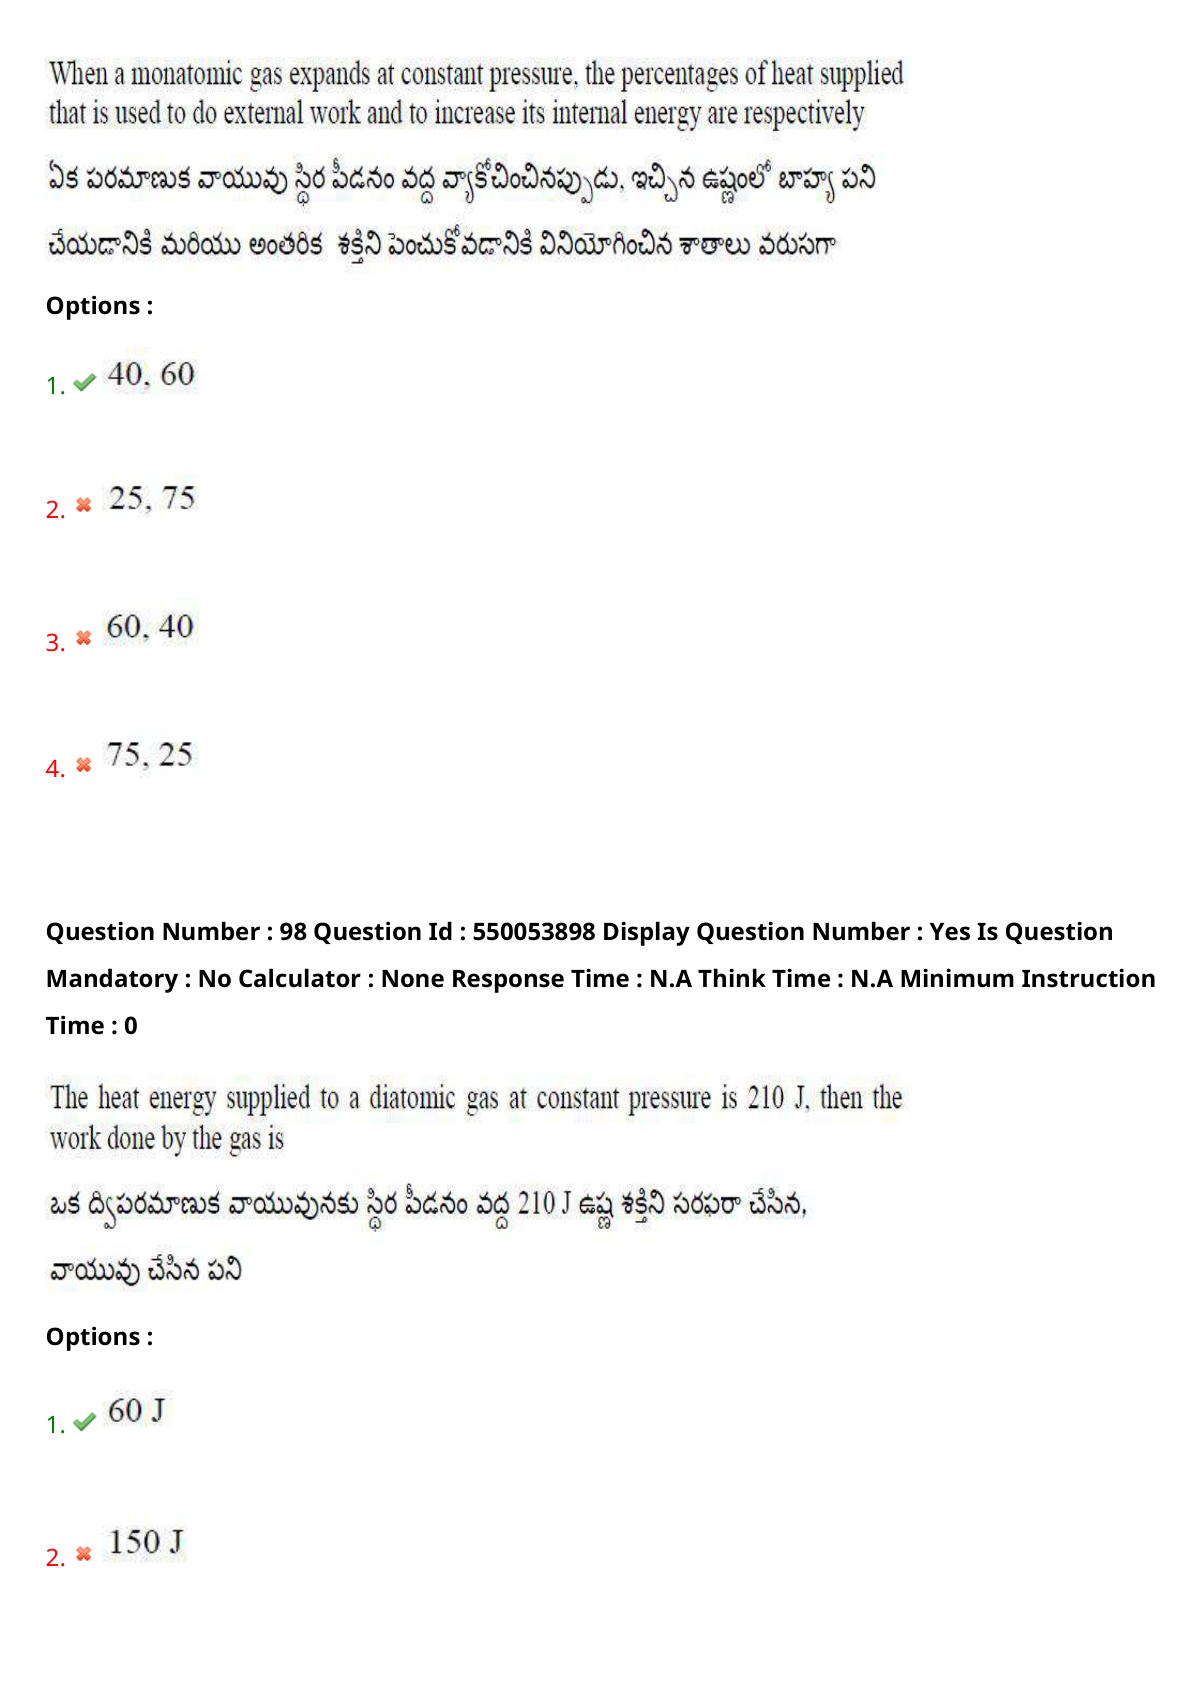 When a monatomic gas expands at constant pressure, the percentages of heat supplied
that is used to do external work and to increase its internal energy are respectively
ఏక పరమాణుక వాయువు స్థిర పీడనం వద్ద వ్యాకోచించినప్పుడు, ఇచ్చిన ఉష్ణంలో బాహ్య పని
చేయడానికి మరియు అంతరిక శక్తిని పెంచుకోవడానికి వినియోగించిన శాతాలు వరుసగా
Options :
1. 40, 60
2. 25, 75
3. 60, 40
4. 75, 25
Question Number : 98 Question Id : 550053898 Display Question Number : Yes Is Question
Mandatory : No Calculator : None Response Time : N.A Think Time : N.A Minimum Instruction
Time : 0
The heat energy supplied to a diatomic gas at constant pressure is 210 J, then the
work done by the gas is
ఒక ద్విపరమాణుక వాయువునకు స్థిర పీడనం వద్ద 210 J ఉష్ణ శక్తిని సరఫరా చేసిన,
వాయువు చేసిన పని
Options :
1. 60 J
2. 150 J